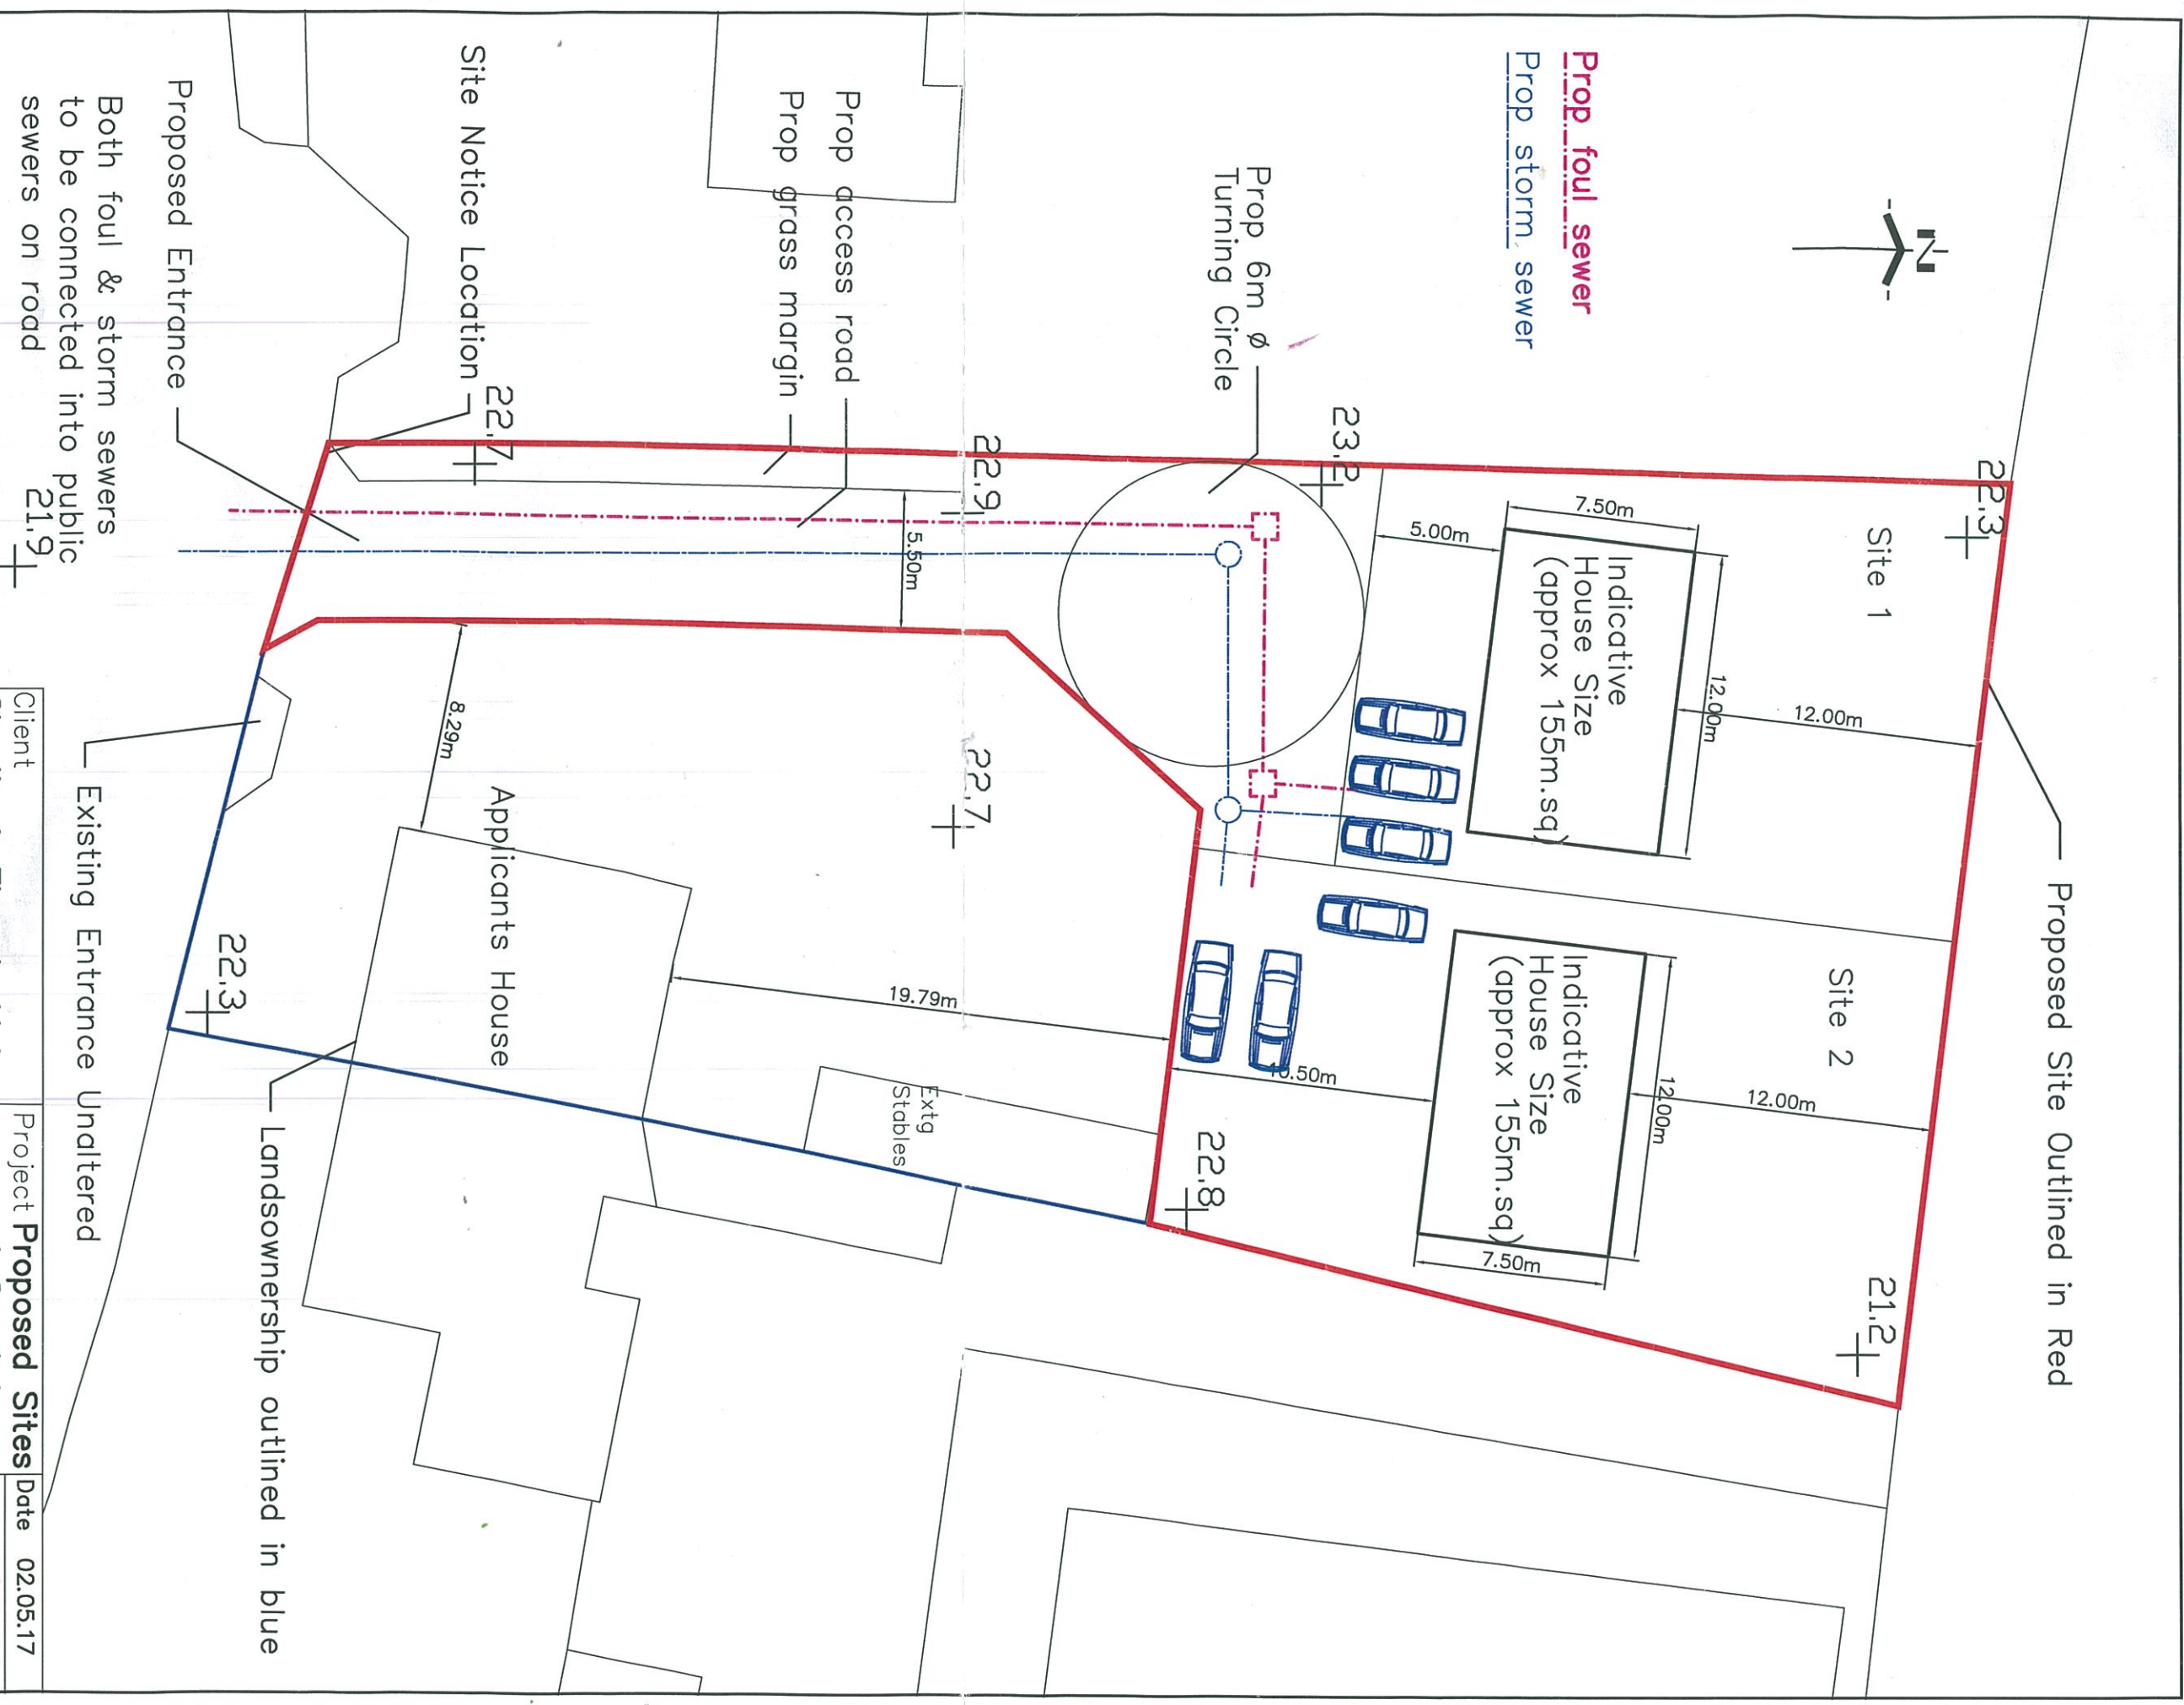 Proposed Site Outlined in Red
N
22.3
Site 1
Site 2
21.2
12.00m
12.00m
12.00m
12.00m
7.50m
Indicative
House Size
(approx 155m.sq)
Indicative
House Size
(approx 155m.sq)
7.50m
5.00m
10.50m
Prop foul sewer
Prop storm sewer
23.2
Prop 6m ø
Turning Circle
22.8
22.9
22.7
19.79m
5.50m
Extg
Stables
Prop access road
Prop grass margin
22.7
Site Notice Location
Applicants House
8.29m
22.3
Landsownership outlined in blue
Proposed Entrance
Existing Entrance Unaltered
Both foul & storm sewers
to be connected into public
sewers on road
21.9
Client
Project Proposed Sites
Date 02.05.17